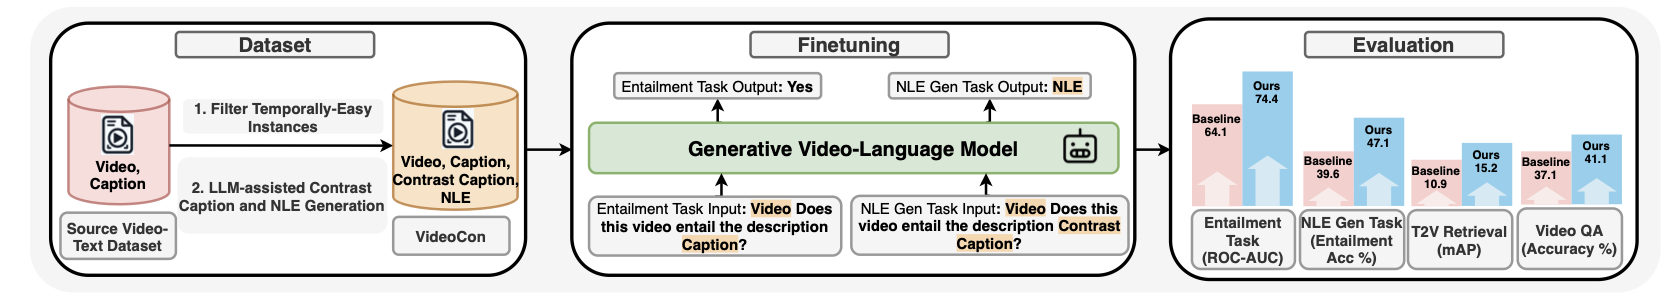 Dataset
Video,
Caption
Source Video-
Text Dataset
1. Filter Temporally-Easy
Instances
2. LLM-assisted Contrast
Caption and NLE Generation
Video, Caption,
Contrast Caption,
NLE
VideoCon
Finetuning
Entailment Task Output: Yes
NLE Gen Task Output: NLE
Generative Video-Language Model
Entailment Task Input: Video Does
this video entail the description
Caption?
NLE Gen Task Input: Video Does this
video entail the description Contrast
Caption?
Evaluation
Baseline
64.1
Ours
74.4
Entailment
Task
(ROC-AUC)
Baseline
39.6
Ours
47.1
NLE Gen Task
(Entailment
Acc %)
Baseline
10.9
Ours
15.2
T2V Retrieval
(mAP)
Baseline
37.1
Ours
41.1
Video QA
(Accuracy %)